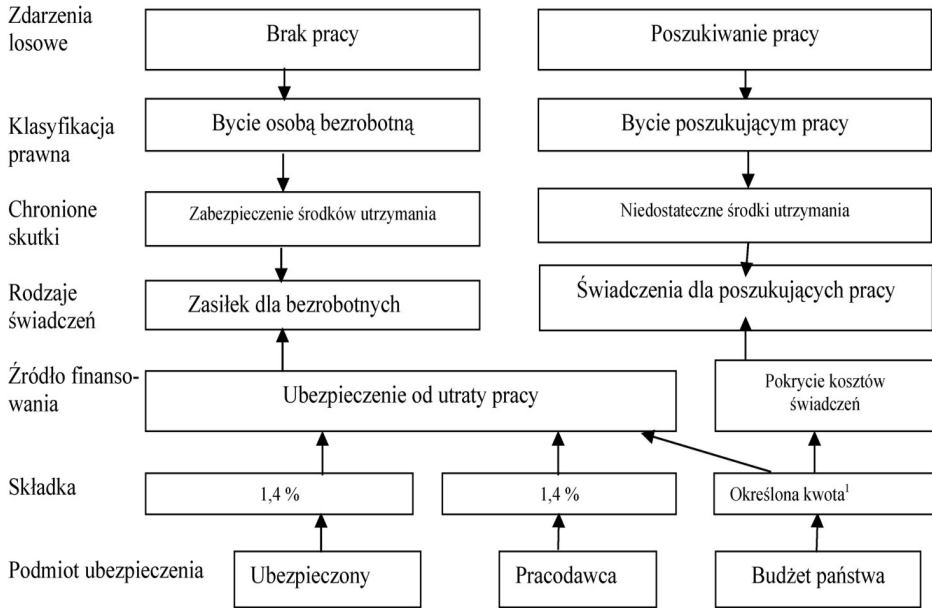 Zdarzenia
losowe
Brak pracy
Poszukiwanie pracy
Klasyfikacja
prawna
Bycie osobą bezrobotną
Bycie poszukującym pracy
Chronione
skutki
Zabezpieczenie środków utrzymania
Niedostateczne środki utrzymania
Rodzaje
świadczeń
Zasiłek dla bezrobotnych
Świadczenia dla poszukujących pracy
Źródło finanso-
wania
Ubezpieczenie od utraty pracy
Pokrycie kosztów
świadczeń
Składka
1,4 %
1,4 %
Określona kwota¹
Podmiot ubezpieczenia
Ubezpieczony
Pracodawca
Budżet państwa